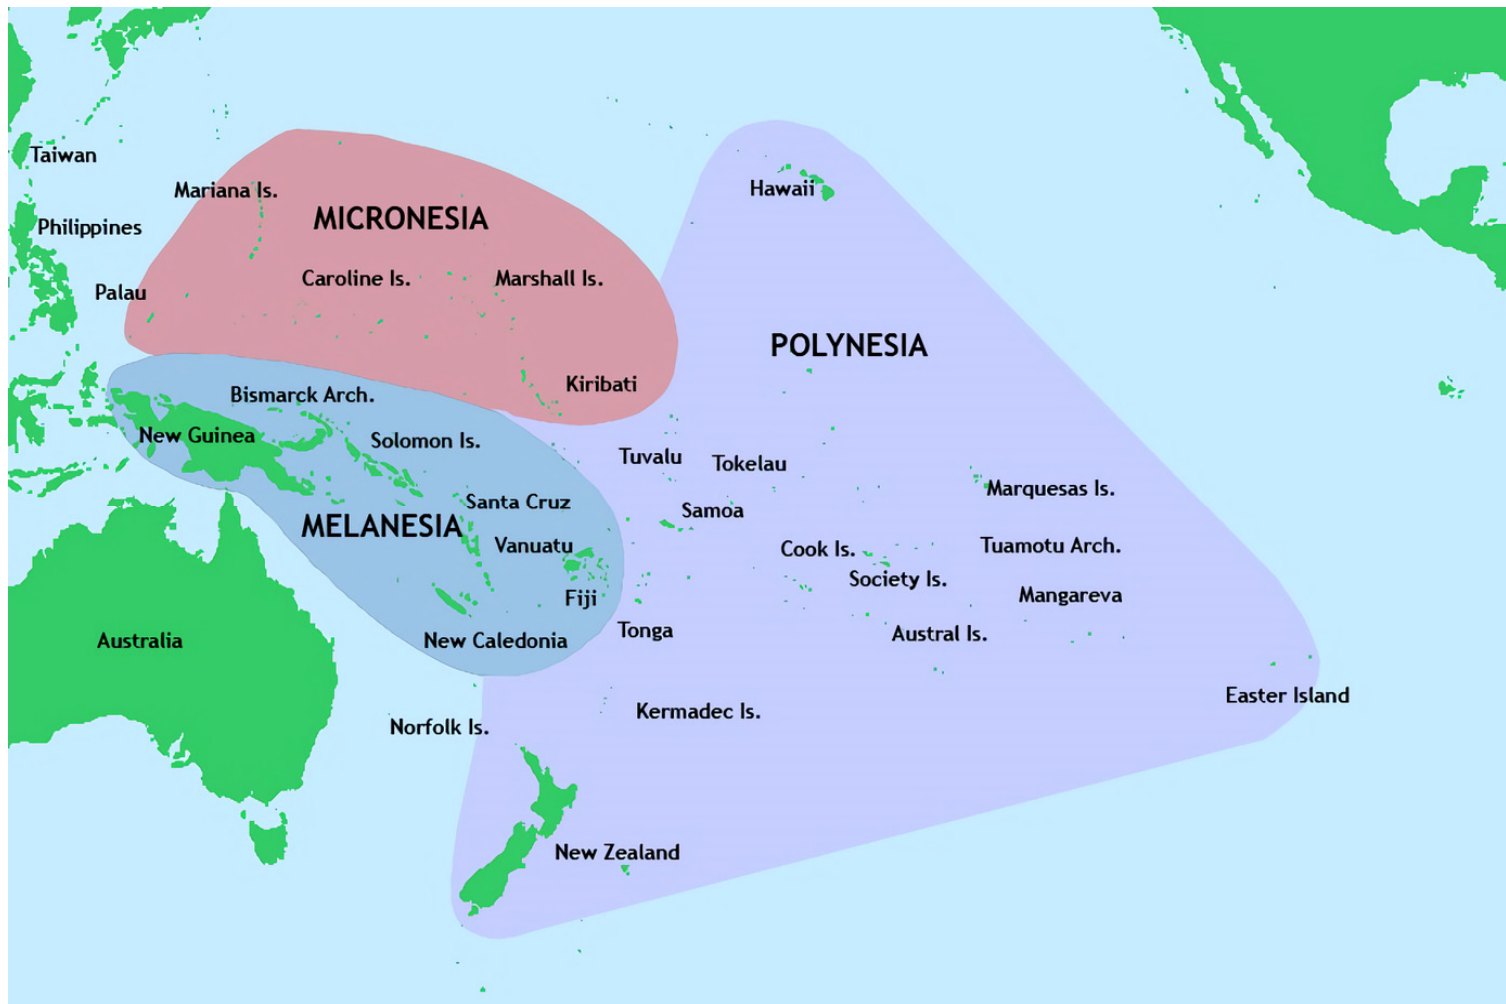 Taiwan
Mariana Is.
Hawaii
MICRONESIA
Philippines
Caroline Is.
Marshall Is.
Palau
POLYNESIA
Kiribati
Bismarck Arch.
New Guinea
Solomon Is.
Tuvalu
Tokelau
Marquesas Is.
Santa Cruz
Samoa
MELANESIA
Vanuatu
Cook Is.
Tuamotu Arch.
Society Is.
Mangareva
Fiji
Tonga
Austral Is.
Australia
New Caledonia
Easter Island
Kermadec Is.
Norfolk Is.
New Zealand